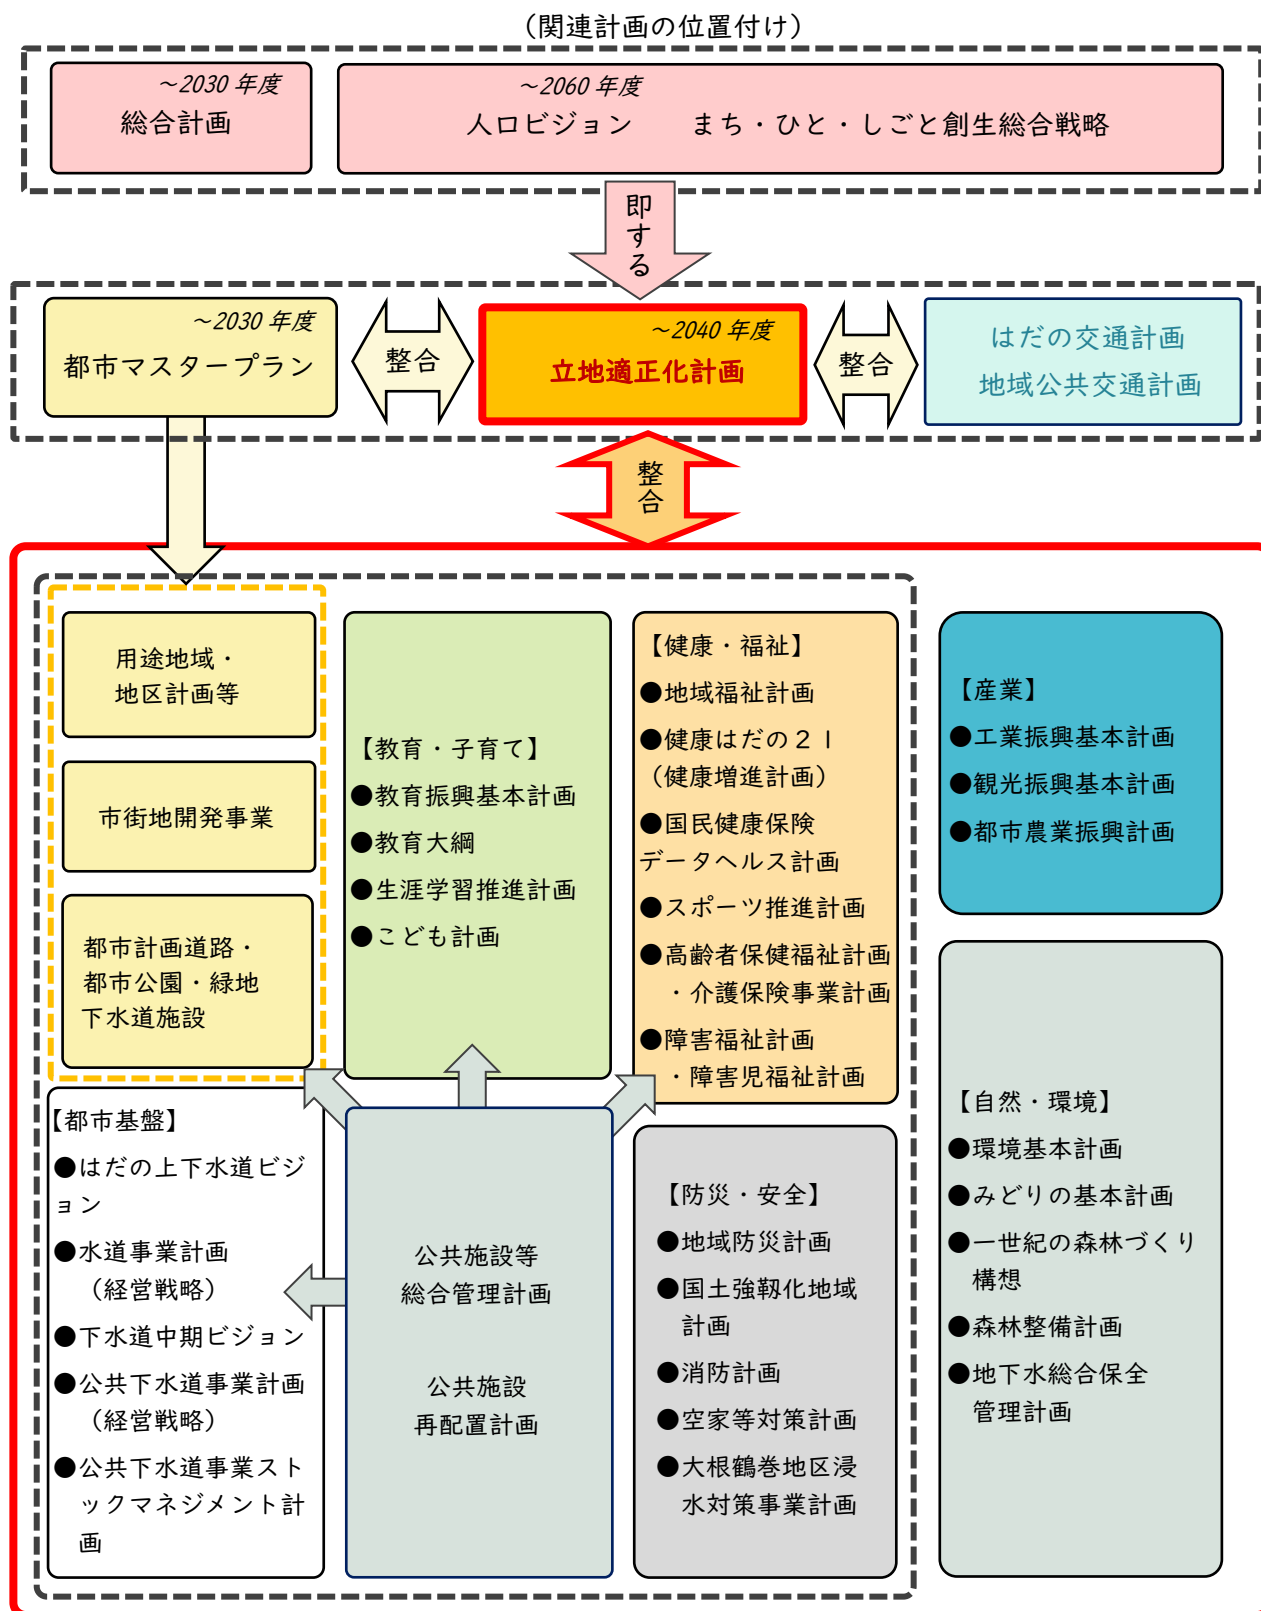 （関連計画の位置付け）
～2030 年度
総合計画
～2060 年度
人口ビジョン　　まち・ひと・しごと創生総合戦略
即する
～2030 年度
都市マスタープラン
整合
～2040 年度
立地適正化計画
整合
はだの交通計画
地域公共交通計画
整合
用途地域・
地区計画等
市街地開発事業
都市計画道路・
都市公園・緑地
下水道施設
【教育・子育て】
●教育振興基本計画
●教育大綱
●生涯学習推進計画
●こども計画
【健康・福祉】
●地域福祉計画
●健康はだの２１
（健康増進計画）
●国民健康保険
データヘルス計画
●スポーツ推進計画
●高齢者保健福祉計画
・介護保険事業計画
●障害福祉計画
・障害児福祉計画
【産業】
●工業振興基本計画
●観光振興基本計画
●都市農業振興計画
【都市基盤】
●はだの上下水道ビジ
ョン
●水道事業計画
（経営戦略）
●下水道中期ビジョン
●公共下水道事業計画
（経営戦略）
●公共下水道事業スト
ックマネジメント計
画
公共施設等
総合管理計画
公共施設
再配置計画
【防災・安全】
●地域防災計画
●国土強靱化地域
計画
●消防計画
●空家等対策計画
●大根鶴巻地区浸
水対策事業計画
【自然・環境】
●環境基本計画
●みどりの基本計画
●一世紀の森林づくり
構想
●森林整備計画
●地下水総合保全
管理計画